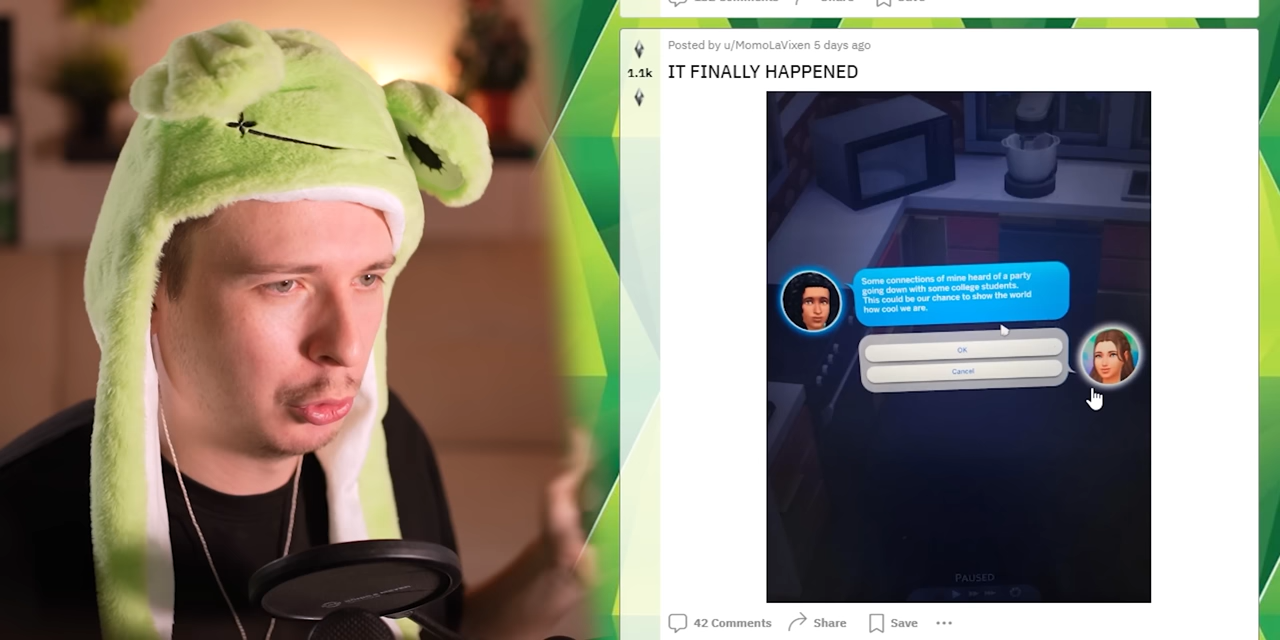 Posted by u/MomoLaVixen 5 days ago
1.1k
IT FINALLY HAPPENED
Some connections of mine heard of a party
going down with some college students.
This could be our chance to show the world
how cool we are.
OK
Cancel
PAUSED
42 Comments
Share
Save